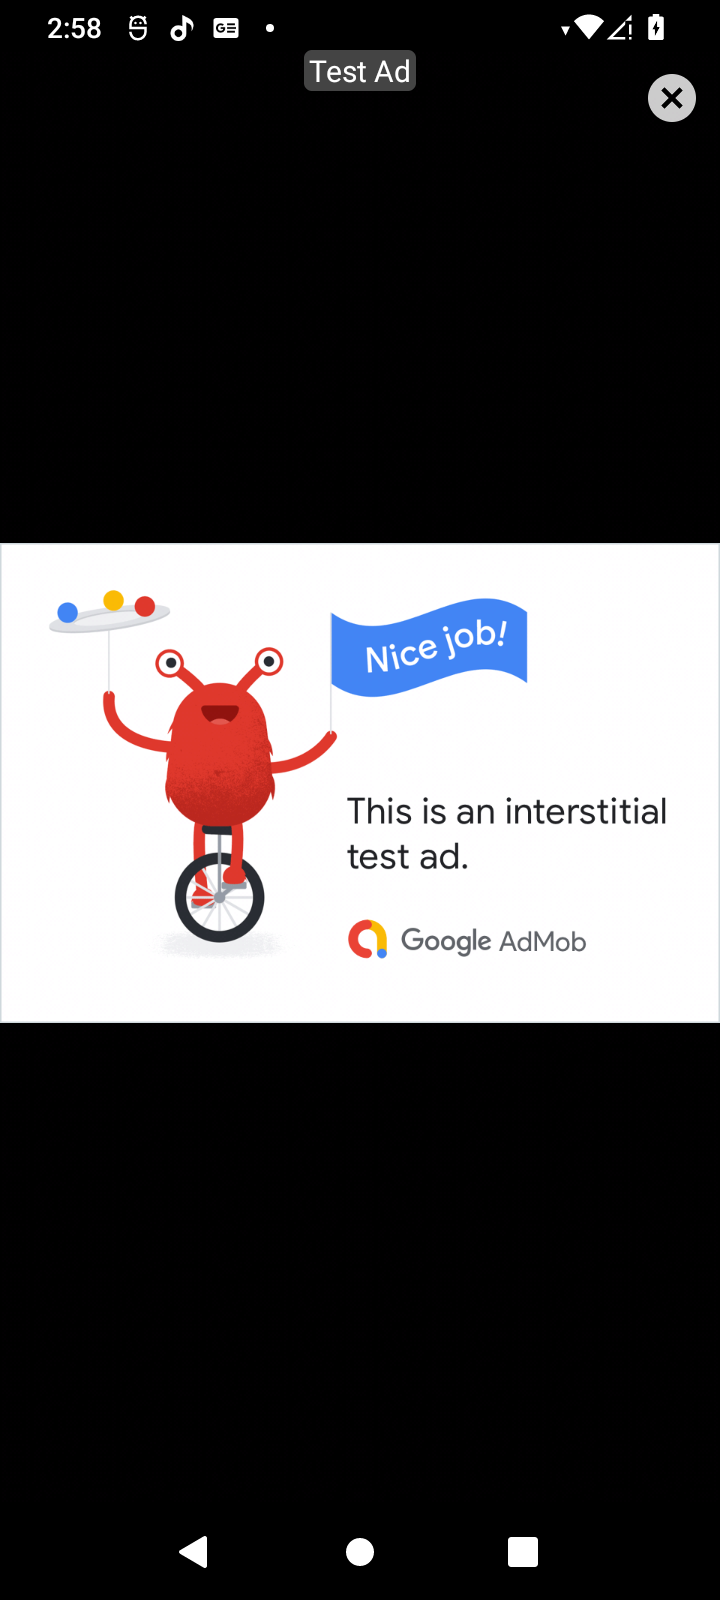 2:58
Test Ad
Nice job!
This is an interstitial
test ad.
Google AdMob